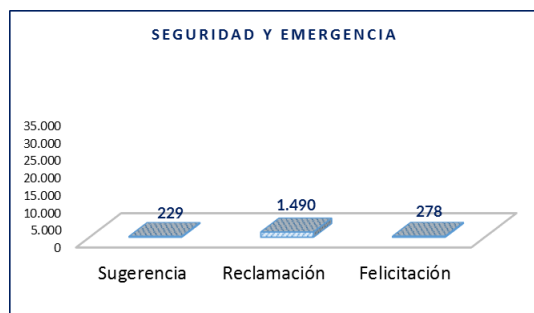 SEGURIDAD Y EMERGENCIA
35.000
30.000
25.000
20.000
15.000
10.000
5.000
0
229
1.490
278
Sugerencia
Reclamación
Felicitación